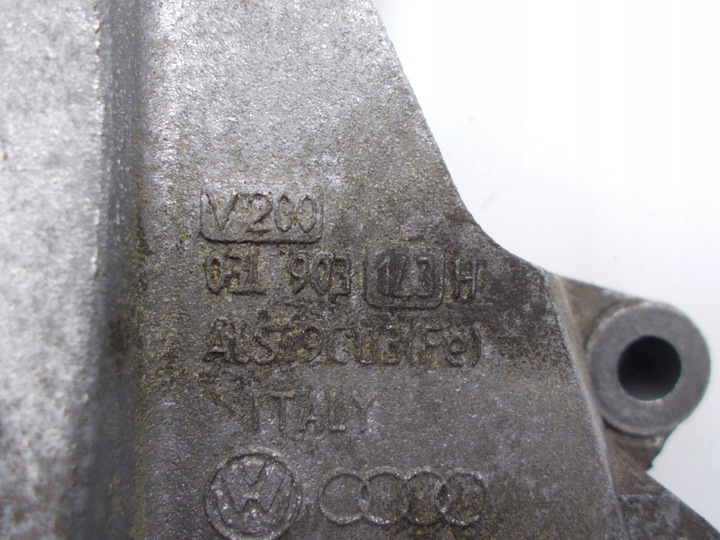 V200
03L 903 143 H
ALSI9CU3(Fe)
ITALY